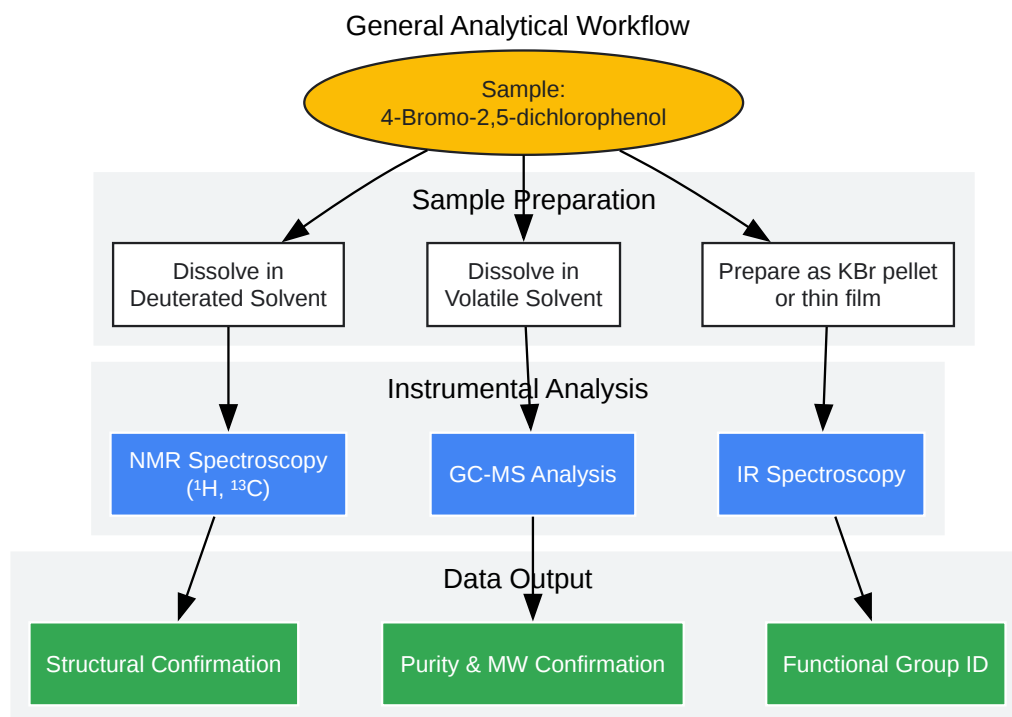 General Analytical Workflow
Sample:
4-Bromo-2,5-dichlorophenol
Sample Preparation
Dissolve in
Deuterated Solvent
Dissolve in
Volatile Solvent
Prepare as KBr pellet
or thin film
Instrumental Analysis
NMR Spectroscopy
(¹H, ¹³C)
GC-MS Analysis
IR Spectroscopy
Data Output
Structural Confirmation
Purity & MW Confirmation
Functional Group ID